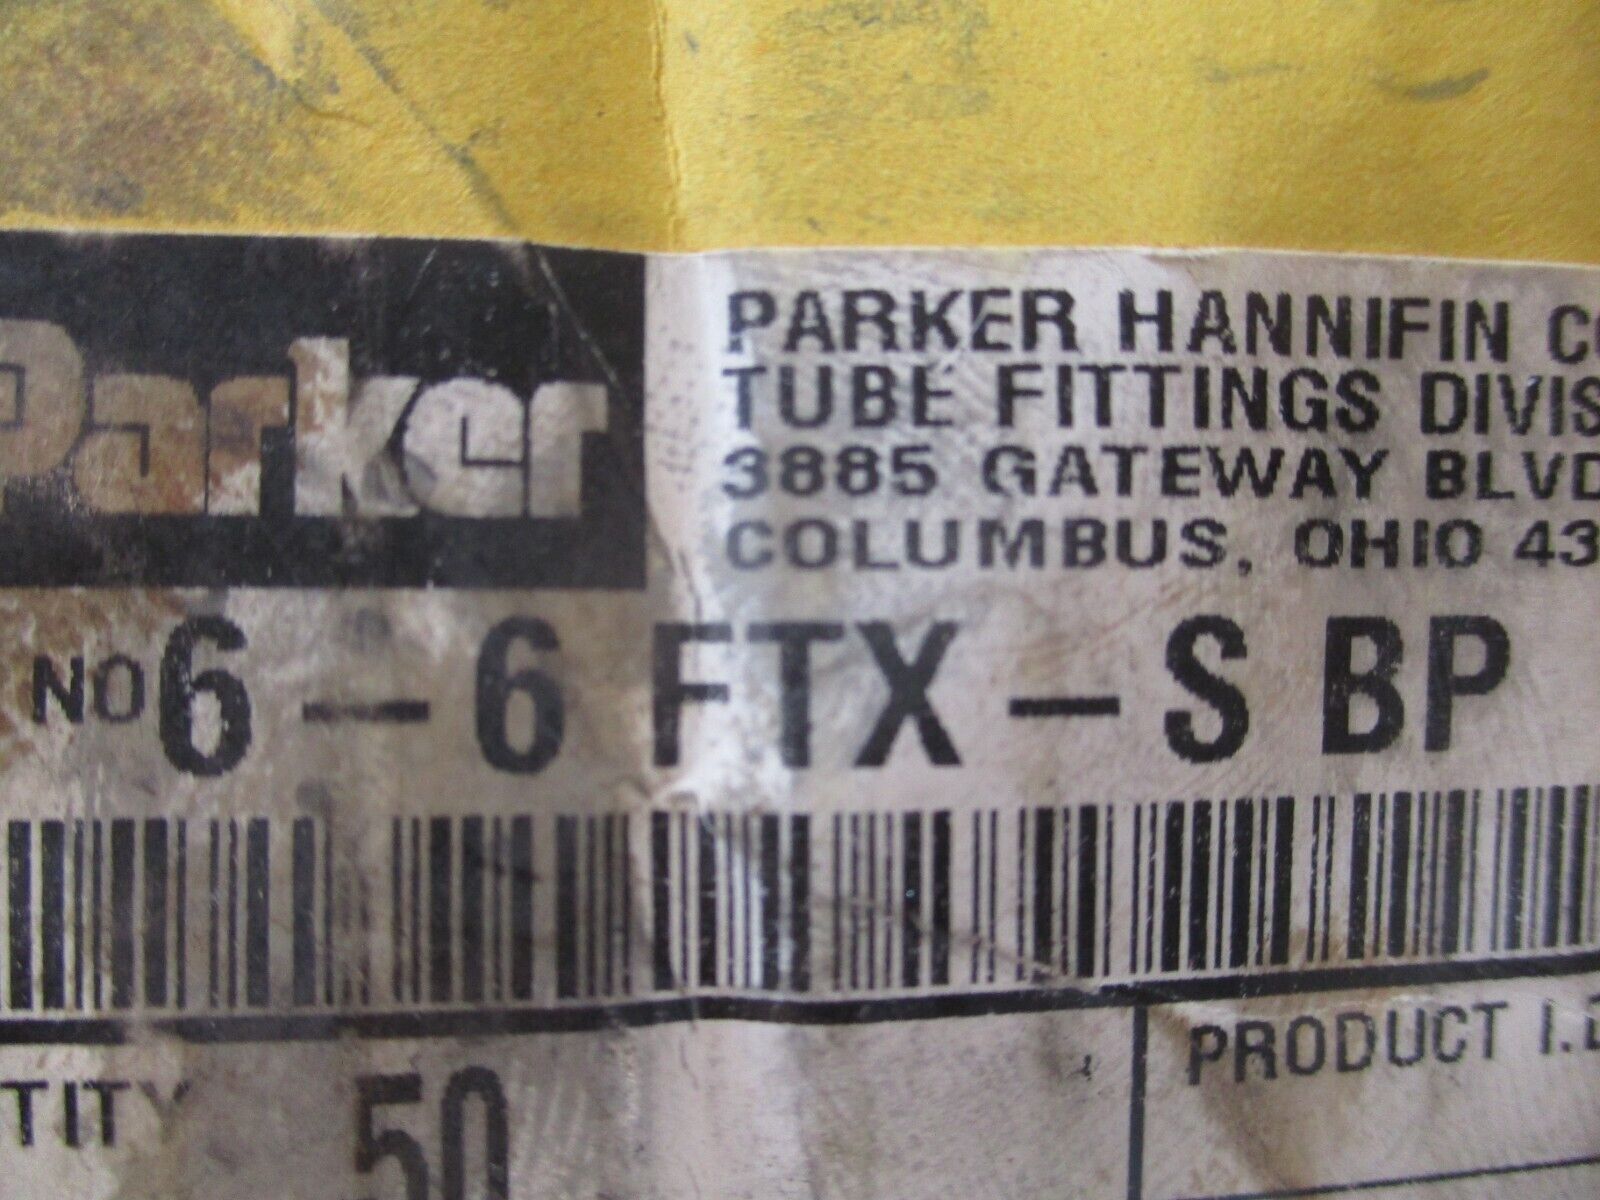 Parker
PARKER HANNIFIN CO
TUBE FITTINGS DIVIS
3885 GATEWAY BLVD
COLUMBUS, OHIO 43
NO 6-6 FTX-S BP
TITY 50
PRODUCT I.D